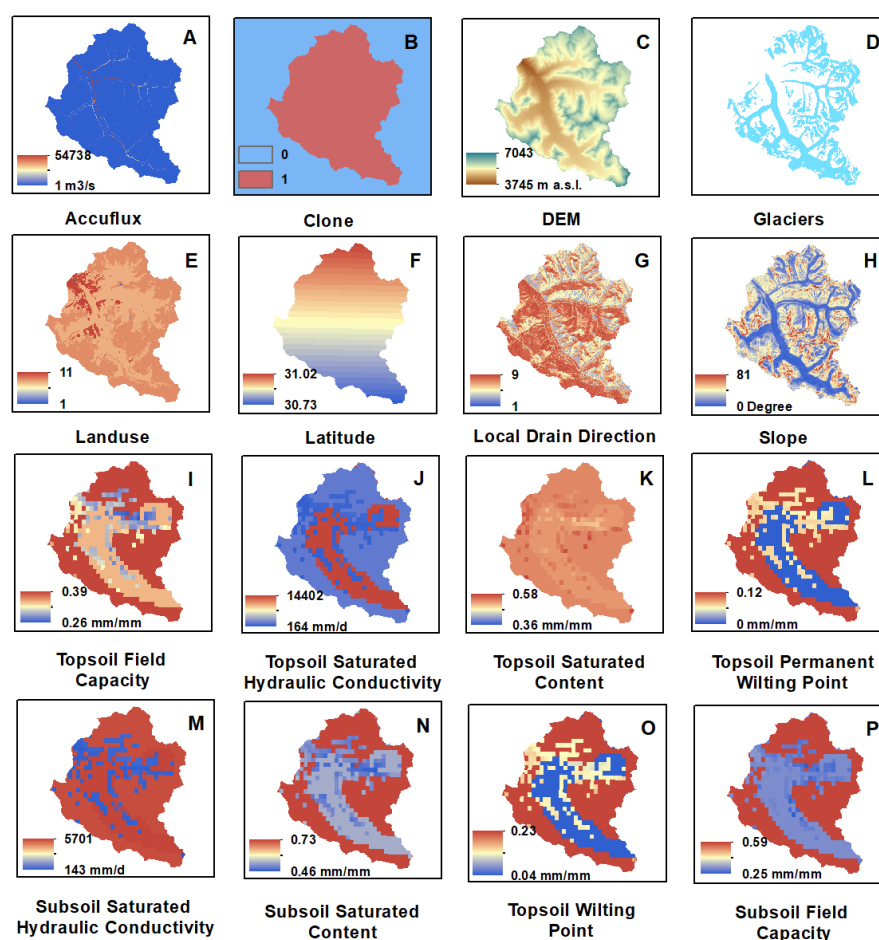 A
54738
1 m3/s
Accuflux
B
0
1
Clone
C
7043
3745 m a.s.l.
DEM
D
Glaciers
E
11
1
Landuse
F
31.02
30.73
Latitude
G
9
1
Local Drain Direction
H
81
0 Degree
Slope
I
0.39
0.26 mm/mm
Topsoil Field
Capacity
J
14402
164 mm/d
Topsoil Saturated
Hydraulic Conductivity
K
0.58
0.36 mm/mm
Topsoil Saturated
Content
L
0.12
0 mm/mm
Topsoil Permanent
Wilting Point
M
5701
143 mm/d
Subsoil Saturated
Hydraulic Conductivity
N
0.73
0.46 mm/mm
Subsoil Saturated
Content
O
0.23
0.04 mm/mm
Topsoil Wilting
Point
P
0.59
0.25 mm/mm
Subsoil Field
Capacity